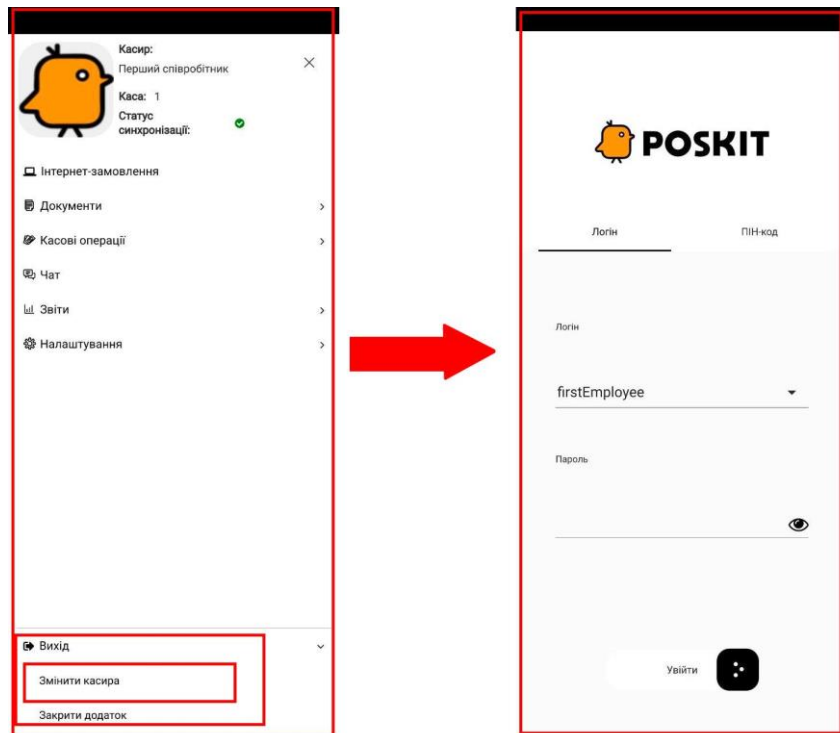 Касир:
Перший співробітник
Каса: 1
Статус
синхронізації:
Інтернет-замовлення
Документи
Касові операції
Чат
Звіти
Налаштування
Вихід
Змінити касира
Закрити додаток
POSKIT
Логін ПІН-код
Логін
firstEmployee
Пароль
Увійти